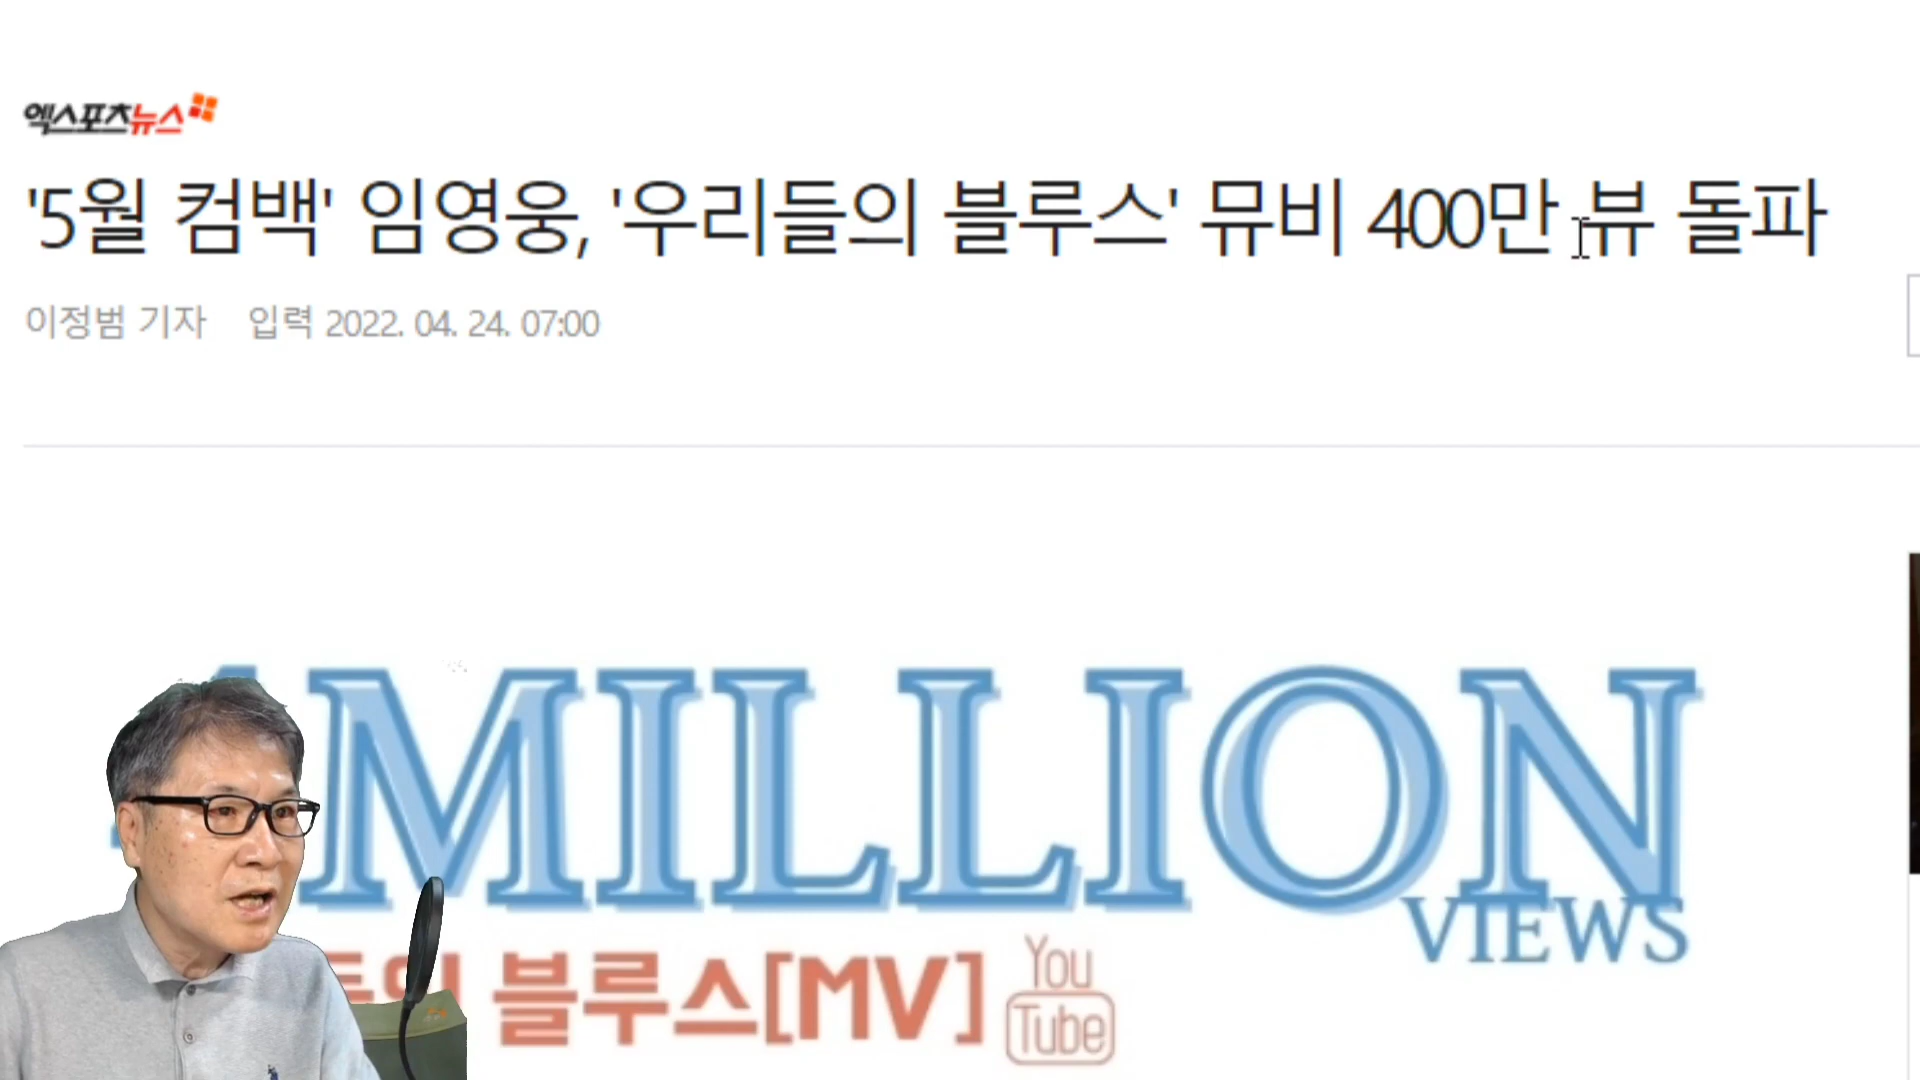 엑스포츠뉴스
'5월 컴백' 임영웅, '우리들의 블루스' 뮤비 400만 뷰 돌파
이정범 기자 입력 2022. 04. 24. 07:00
MILLION
VIEWS
블루스[MV]
You
Tube